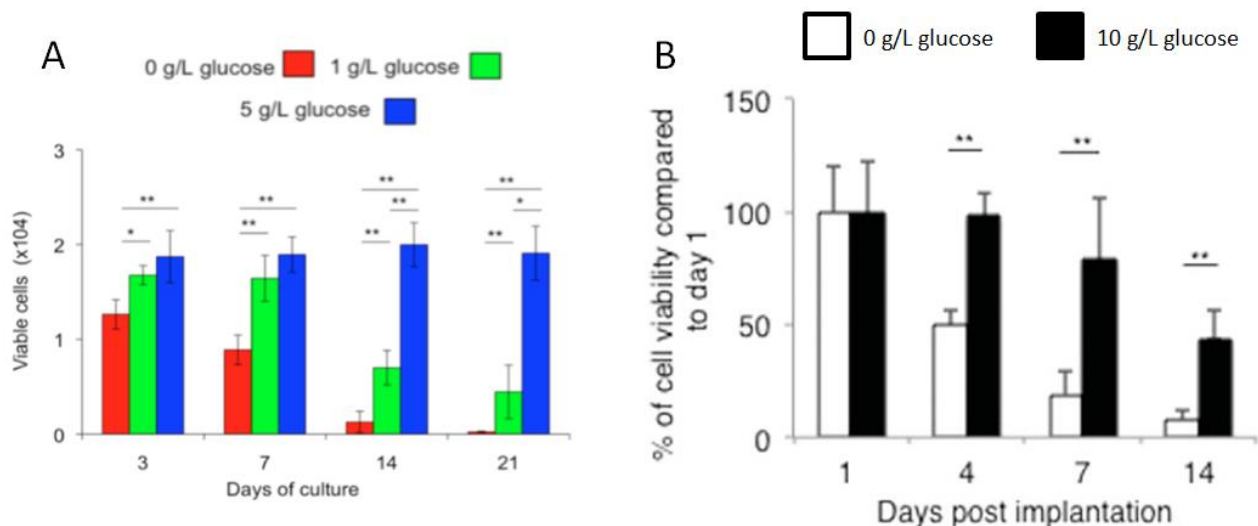 A
0 g/L glucose 1 g/L glucose
5 g/L glucose
Viable cells (x104)
3
2
1
0
** ** ** **
* ** ** ** ** *
3 7 14 21
Days of culture
B
0 g/L glucose 10 g/L glucose
% of cell viability compared
to day 1
150
100
50
0
** ** **
1 4 7 14
Days post implantation